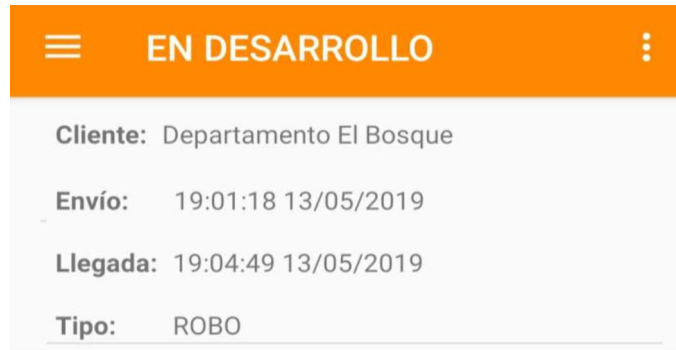 EN DESARROLLO
Cliente: Departamento El Bosque
Envío: 19:01:18 13/05/2019
Llegada: 19:04:49 13/05/2019
Tipo: ROBO